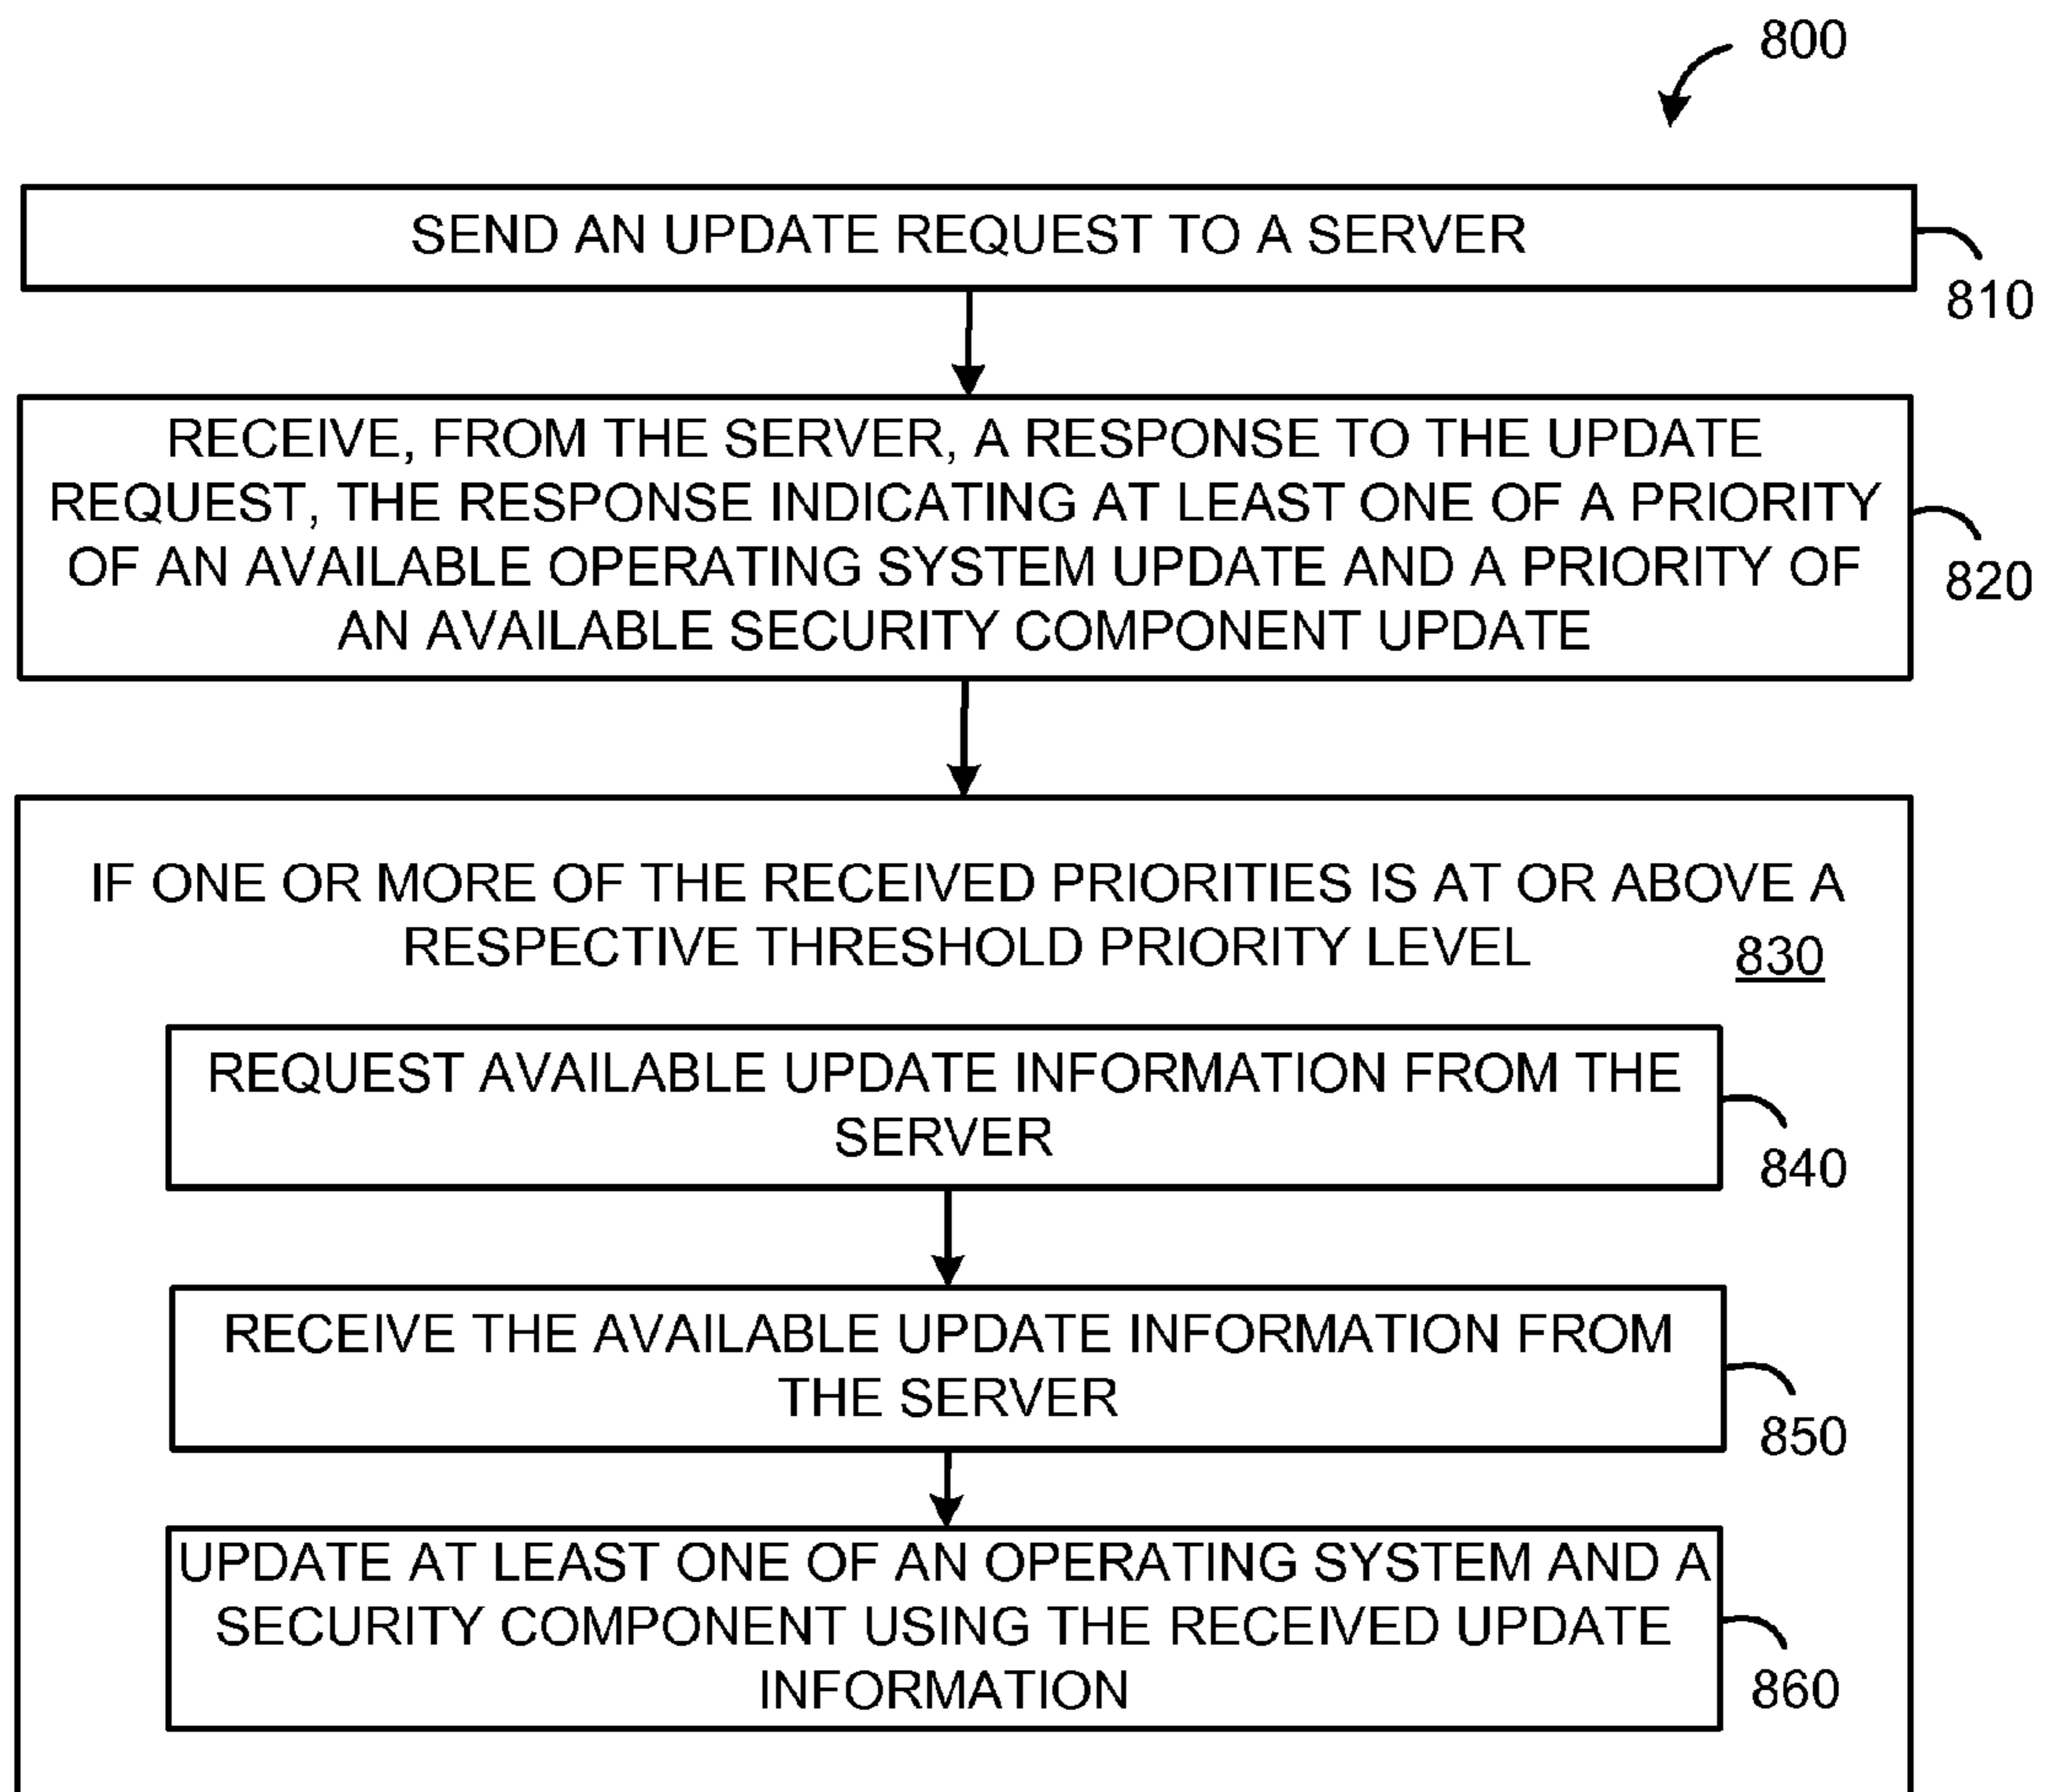 800
SEND AN UPDATE REQUEST TO A SERVER
810
RECEIVE, FROM THE SERVER, A RESPONSE TO THE UPDATE
REQUEST, THE RESPONSE INDICATING AT LEAST ONE OF A PRIORITY
OF AN AVAILABLE OPERATING SYSTEM UPDATE AND A PRIORITY OF
AN AVAILABLE SECURITY COMPONENT UPDATE
820
IF ONE OR MORE OF THE RECEIVED PRIORITIES IS AT OR ABOVE A
RESPECTIVE THRESHOLD PRIORITY LEVEL
830
REQUEST AVAILABLE UPDATE INFORMATION FROM THE
SERVER
840
RECEIVE THE AVAILABLE UPDATE INFORMATION FROM
THE SERVER
850
UPDATE AT LEAST ONE OF AN OPERATING SYSTEM AND A
SECURITY COMPONENT USING THE RECEIVED UPDATE
INFORMATION
860